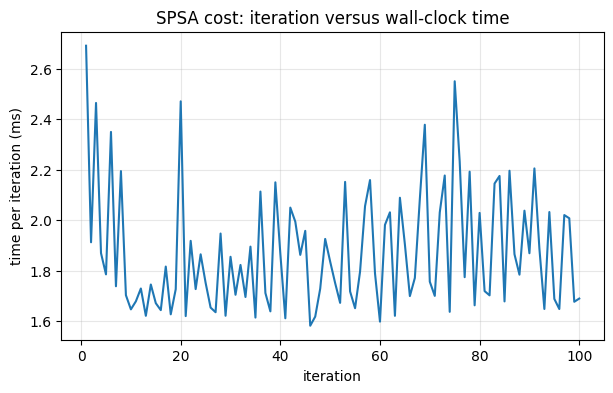 SPSA cost: iteration versus wall-clock time
time per iteration (ms)
2.6
2.4
2.2
2.0
1.8
1.6
0 20 40 60 80 100
iteration